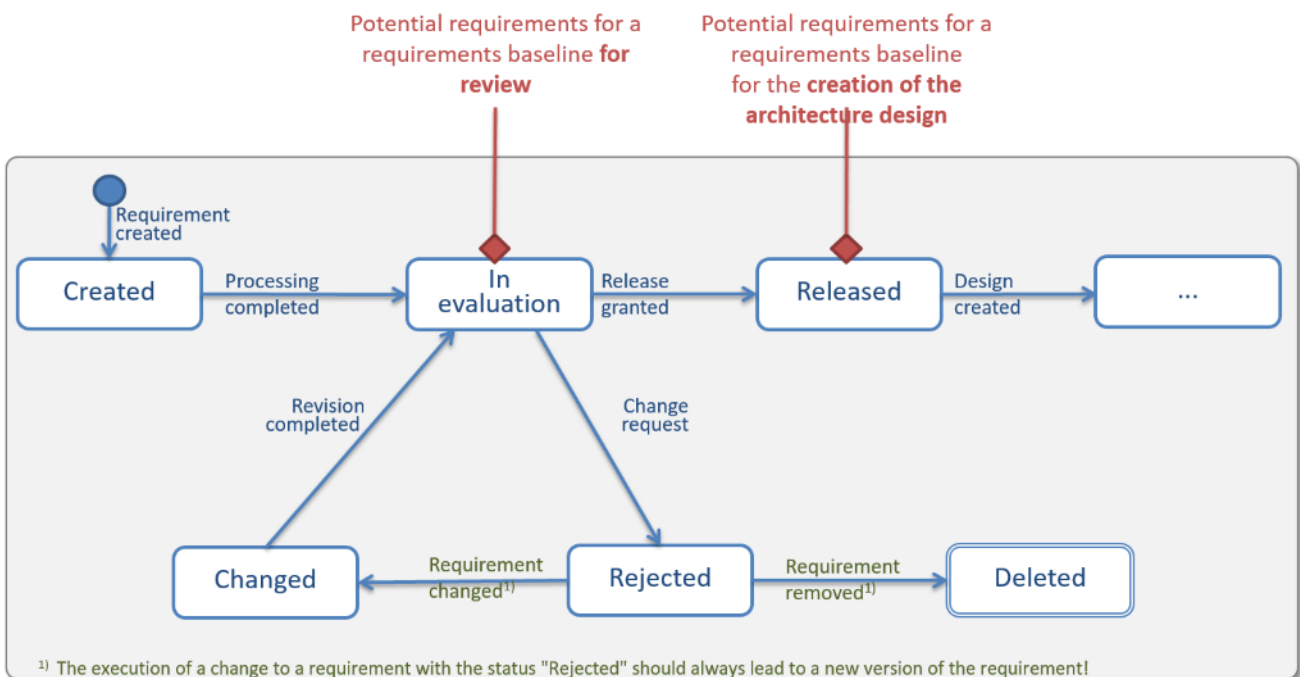 Potential requirements for a
requirements baseline for
review
Potential requirements for a
requirements baseline
for the creation of the
architecture design
Requirement
created
Created
Processing
completed
In
evaluation
Release
granted
Released
Design
created
...
Revision
completed
Change
request
Changed
Requirement
changed¹⁾
Rejected
Requirement
removed¹⁾
Deleted
¹⁾ The execution of a change to a requirement with the status "Rejected" should always lead to a new version of the requirement!